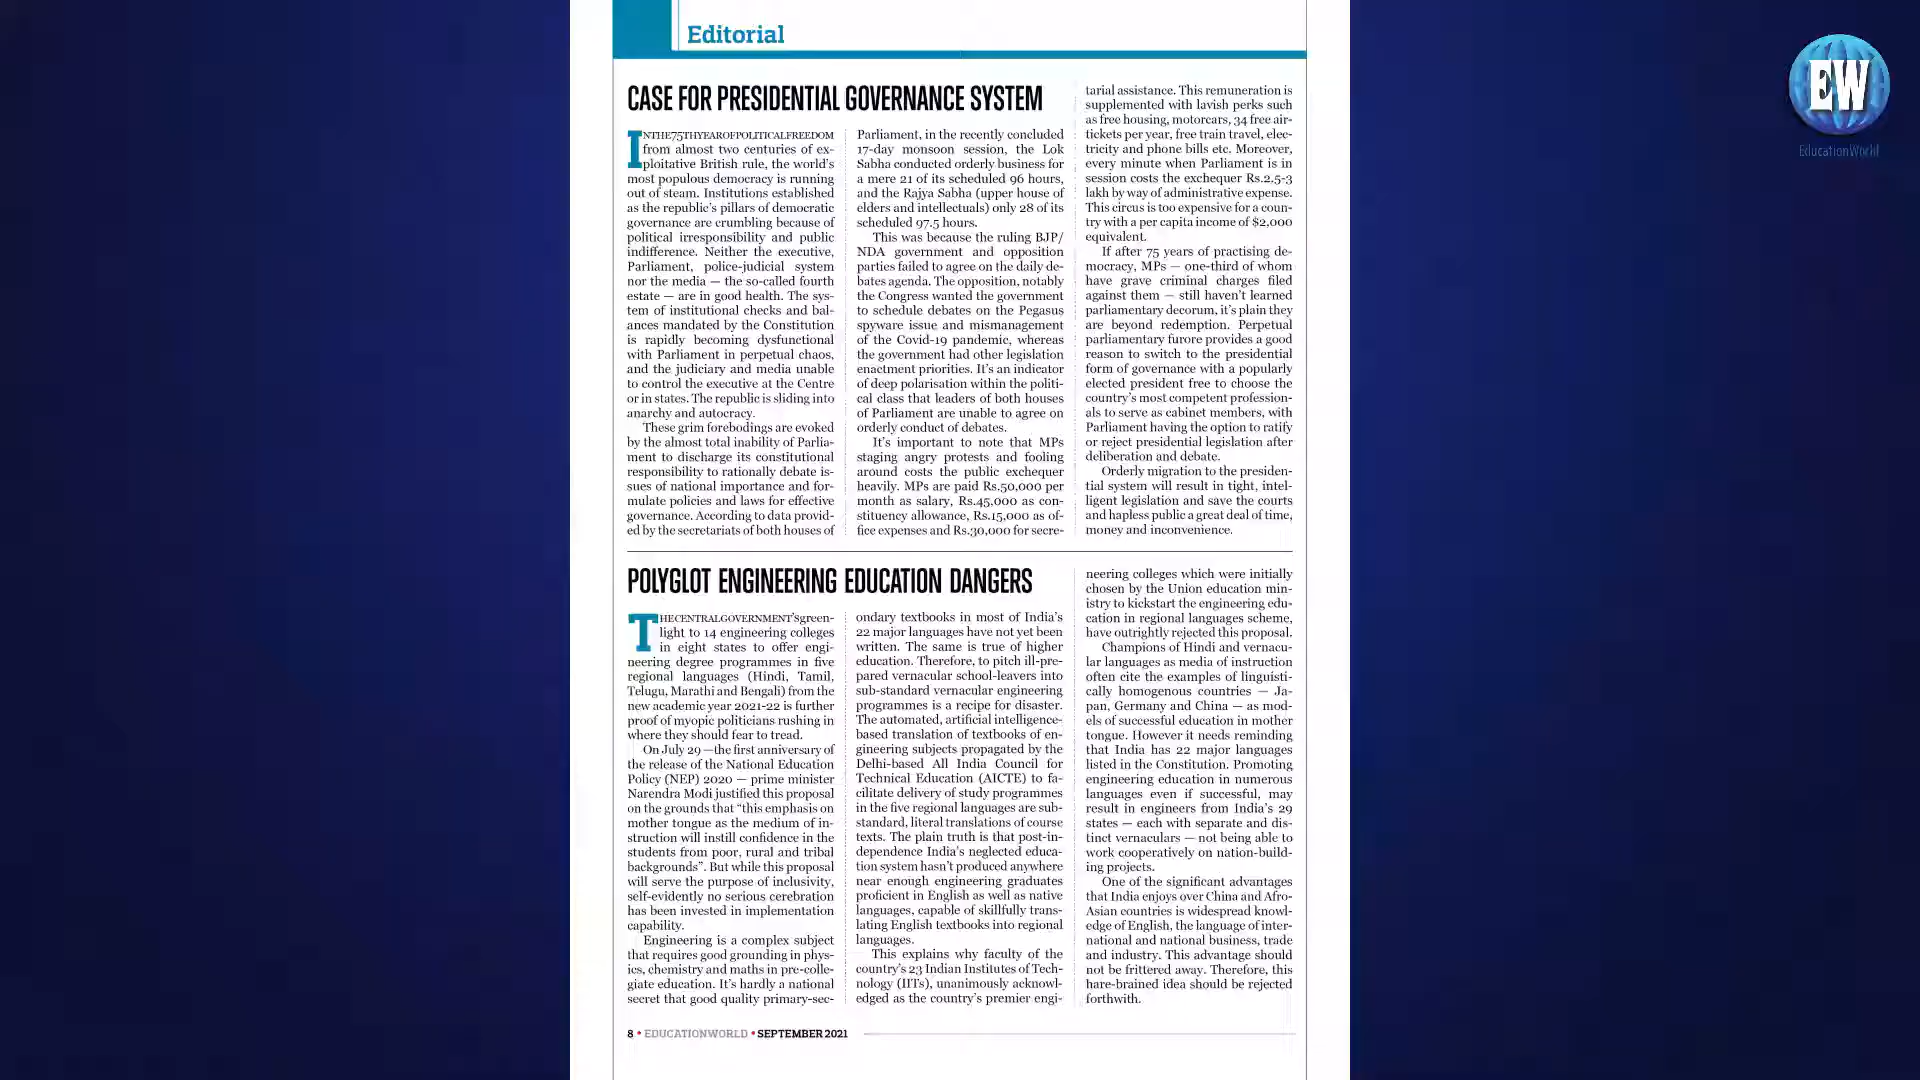 Editorial
CASE FOR PRESIDENTIAL GOVERNANCE SYSTEM
IN THE 75TH YEAR OF POLITICAL FREEDOM
from almost two centuries of ex-
ploitative British rule, the world's
most populous democracy is running
out of steam. Institutions established
as the republic's pillars of democratic
governance are crumbling because of
political irresponsibility and public
indifference. Neither the executive,
Parliament, police-judicial system
nor the media — the so-called fourth
estate — are in good health. The sys-
tem of institutional checks and bal-
ances mandated by the Constitution
is rapidly becoming dysfunctional
with Parliament in perpetual chaos,
and the judiciary and media unable
to control the executive at the Centre
or in states. The republic is sliding into
anarchy and autocracy.
These grim forebodings are evoked
by the almost total inability of Parlia-
ment to discharge its constitutional
responsibility to rationally debate is-
sues of national importance and for-
mulate policies and laws for effective
governance. According to data provid-
ed by the secretariats of both houses of
Parliament, in the recently concluded
17-day monsoon session, the Lok
Sabha conducted orderly business for
a mere 21 of its scheduled 96 hours,
and the Rajya Sabha (upper house of
elders and intellectuals) only 28 of its
scheduled 97.5 hours.
This was because the ruling BJP/
NDA government and opposition
parties failed to agree on the daily de-
bates agenda. The opposition, notably
the Congress wanted the government
to schedule debates on the Pegasus
spyware issue and mismanagement
of the Covid-19 pandemic, whereas
the government had other legislation
enactment priorities. It's an indicator
of deep polarisation within the politi-
cal class that leaders of both houses
of Parliament are unable to agree on
orderly conduct of debates.
It's important to note that MPs
staging angry protests and fooling
around costs the public exchequer
heavily. MPs are paid Rs.50,000 per
month as salary, Rs.45,000 as con-
stituency allowance, Rs.15,000 as of-
fice expenses and Rs.30,000 for secre-
tarial assistance. This remuneration is
supplemented with lavish perks such
as free housing, motorcars, 34 free air-
tickets per year, free train travel, elec-
tricity and phone bills etc. Moreover,
every minute when Parliament is in
session costs the exchequer Rs.2.5-3
lakh by way of administrative expense.
This circus is too expensive for a coun-
try with a per capita income of $2,000
equivalent.
If after 75 years of practising de-
mocracy, MPs — one-third of whom
have grave criminal charges filed
against them — still haven't learned
parliamentary decorum, it's plain they
are beyond redemption. Perpetual
parliamentary furore provides a good
reason to switch to the presidential
form of governance with a popularly
elected president free to choose the
country's most competent profession-
als to serve as cabinet members, with
Parliament having the option to ratify
or reject presidential legislation after
deliberation and debate.
Orderly migration to the presiden-
tial system will result in tight, intel-
ligent legislation and save the courts
and hapless public a great deal of time,
money and inconvenience.
POLYGLOT ENGINEERING EDUCATION DANGERS
THE CENTRAL GOVERNMENT'S green-
light to 14 engineering colleges
in eight states to offer engi-
neering degree programmes in five
regional languages (Hindi, Tamil,
Telugu, Marathi and Bengali) from the
new academic year 2021-22 is further
proof of myopic politicians rushing in
where they should fear to tread.
On July 29 —the first anniversary of
the release of the National Education
Policy (NEP) 2020 — prime minister
Narendra Modi justified this proposal
on the grounds that “this emphasis on
mother tongue as the medium of in-
struction will instill confidence in the
students from poor, rural and tribal
backgrounds”. But while this proposal
will serve the purpose of inclusivity,
self-evidently no serious cerebration
has been invested in implementation
capability.
Engineering is a complex subject
that requires good grounding in phys-
ics, chemistry and maths in pre-colle-
giate education. It's hardly a national
secret that good quality primary-sec-
ondary textbooks in most of India's
22 major languages have not yet been
written. The same is true of higher
education. Therefore, to pitch ill-pre-
pared vernacular school-leavers into
sub-standard vernacular engineering
programmes is a recipe for disaster.
The automated, artificial intelligence-
based translation of textbooks of en-
gineering subjects propagated by the
Delhi-based All India Council for
Technical Education (AICTE) to fa-
cilitate delivery of study programmes
in the five regional languages are sub-
standard, literal translations of course
texts. The plain truth is that post-in-
dependence India's neglected educa-
tion system hasn't produced anywhere
near enough engineering graduates
proficient in English as well as native
languages, capable of skillfully trans-
lating English textbooks into regional
languages.
This explains why faculty of the
country's 23 Indian Institutes of Tech-
nology (IITs), unanimously acknowl-
edged as the country's premier engi-
neering colleges which were initially
chosen by the Union education min-
istry to kickstart the engineering edu-
cation in regional languages scheme,
have outrightly rejected this proposal.
Champions of Hindi and vernacu-
lar languages as media of instruction
often cite the examples of linguisti-
cally homogenous countries — Ja-
pan, Germany and China — as mod-
els of successful education in mother
tongue. However it needs reminding
that India has 22 major languages
listed in the Constitution. Promoting
engineering education in numerous
languages even if successful, may
result in engineers from India's 29
states — each with separate and dis-
tinct vernaculars — not being able to
work cooperatively on nation-build-
ing projects.
One of the significant advantages
that India enjoys over China and Afro-
Asian countries is widespread knowl-
edge of English, the language of inter-
national and national business, trade
and industry. This advantage should
not be frittered away. Therefore, this
hare-brained idea should be rejected
forthwith.
8 • EDUCATIONWORLD • SEPTEMBER 2021
EW
EducationWorld